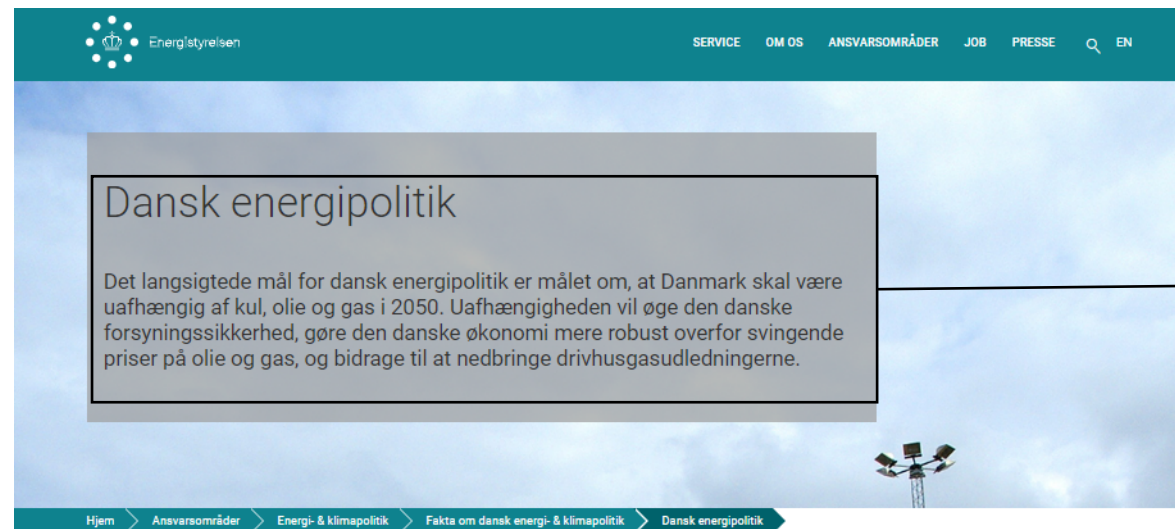 Energistyrelsen
SERVICE OM OS ANSVARSOMRÅDER JOB PRESSE EN
Dansk energipolitik
Det langsigtede mål for dansk energipolitik er målet om, at Danmark skal være
uafhængig af kul, olie og gas i 2050. Uafhængigheden vil øge den danske
forsyningssikkerhed, gøre den danske økonomi mere robust overfor svingende
priser på olie og gas, og bidrage til at nedbringe drivhusgasudledningerne.
Hjem Ansvarsområder Energi- & klimapolitik Fakta om dansk energi- & klimapolitik Dansk energipolitik